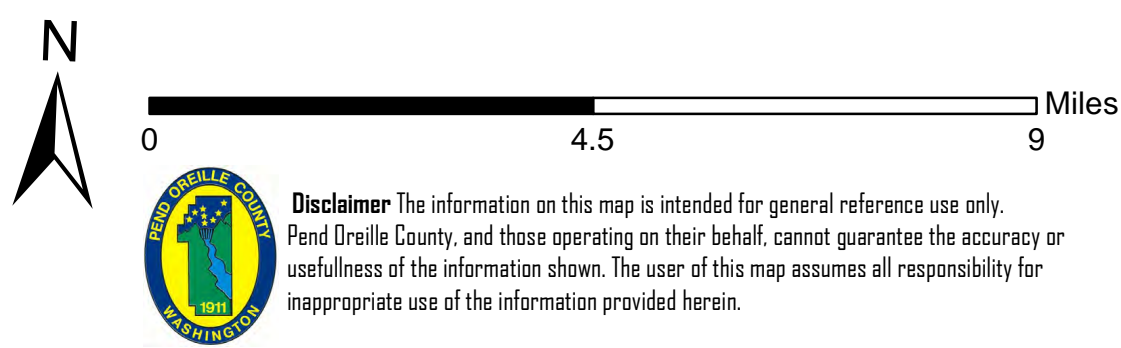 N
Miles
0 4.5 9
PEND OREILLE COUNTY
Disclaimer The information on this map is intended for general reference use only.
Pend Oreille County, and those operating on their behalf, cannot guarantee the accuracy or
usefullness of the information shown. The user of this map assumes all responsibility for
inappropriate use of the information provided herein.
1911
WASHINGTON